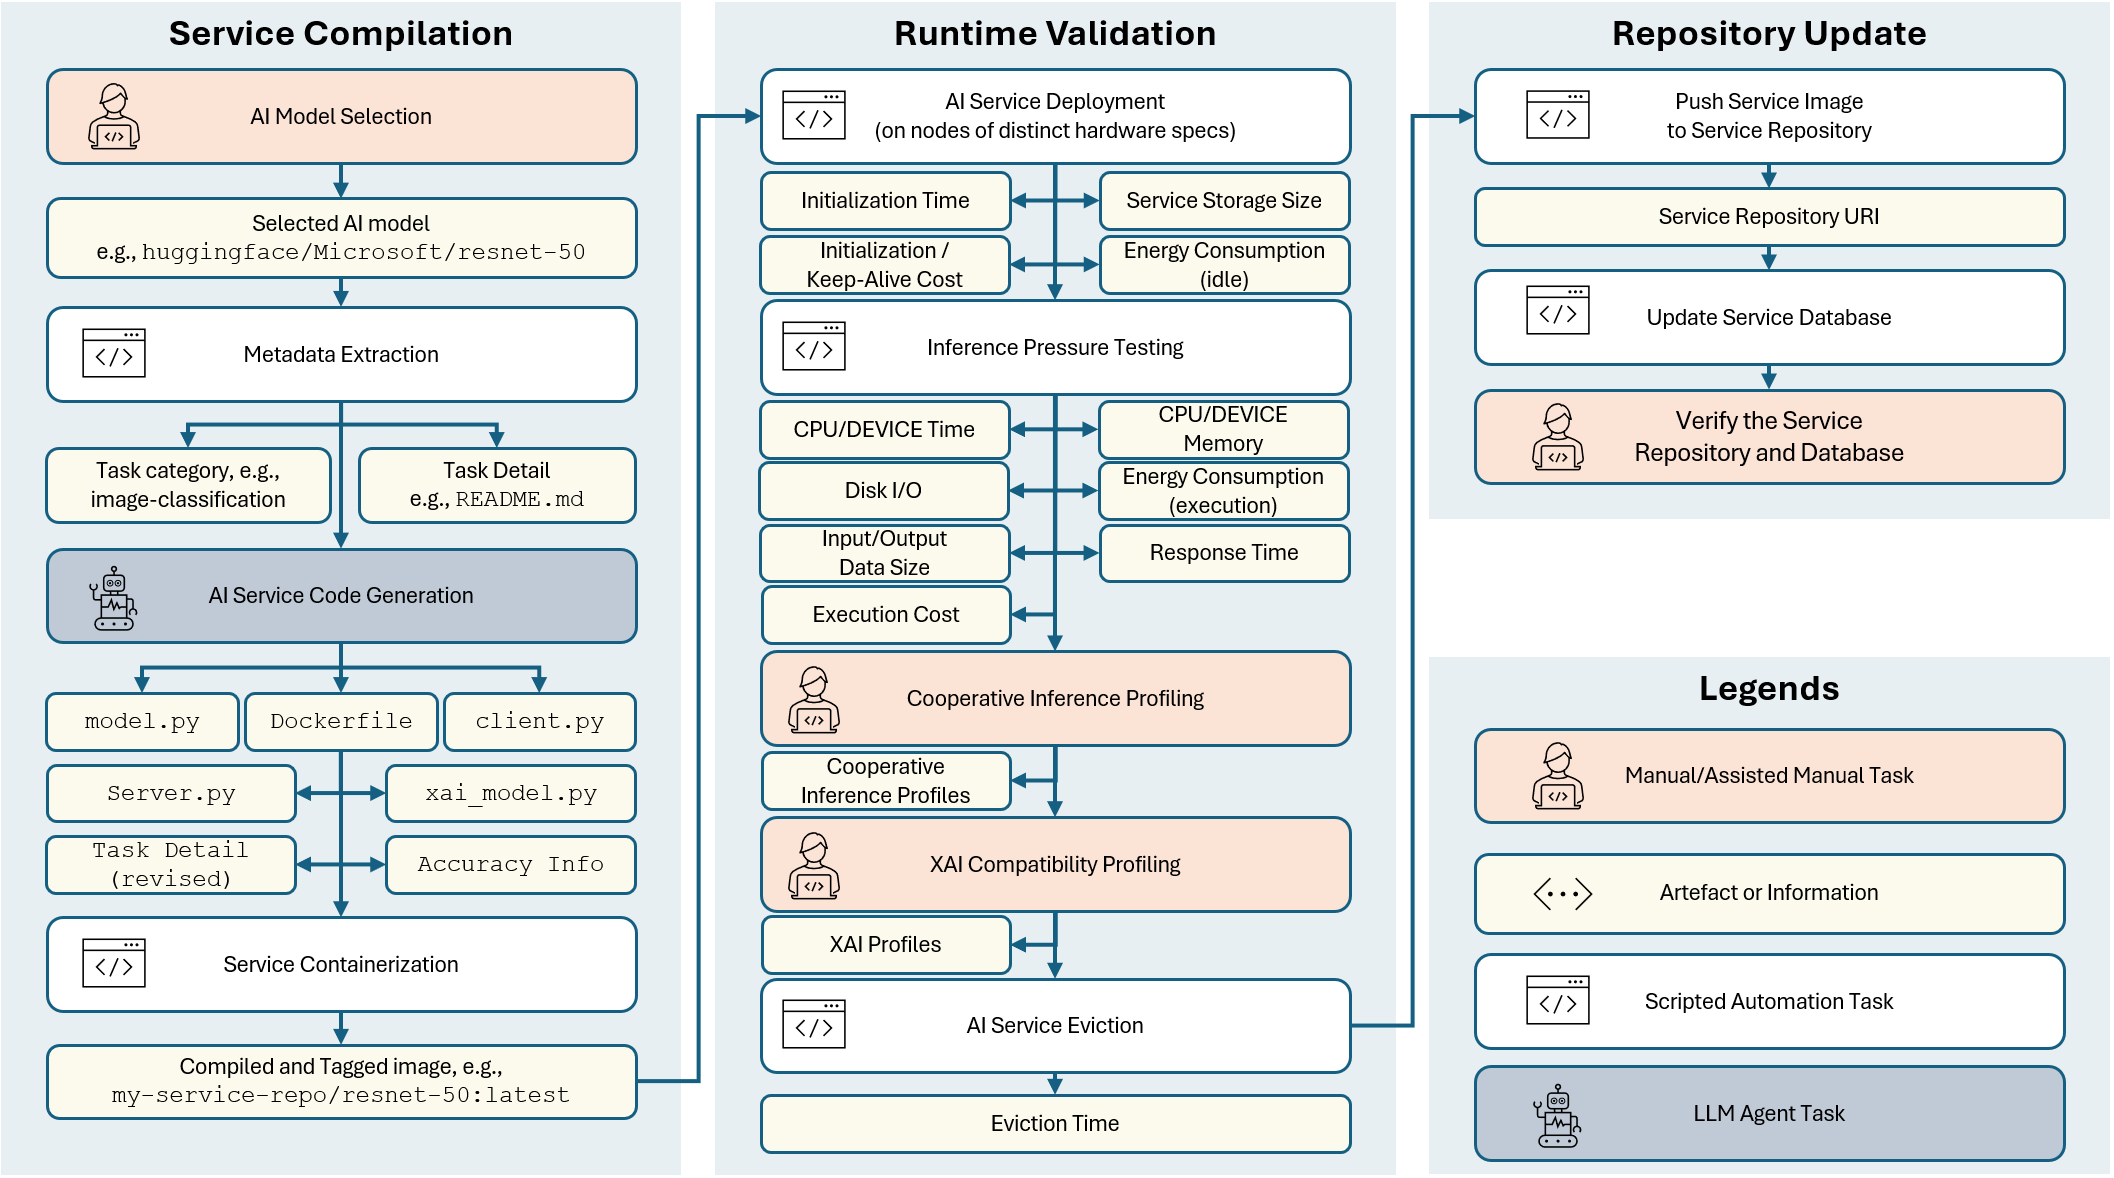 Service Compilation
AI Model Selection
Selected AI model
e.g., huggingface/Microsoft/resnet-50
Metadata Extraction
Task category, e.g.,
image-classification
Task Detail
e.g., README.md
AI Service Code Generation
model.py
Dockerfile
client.py
Server.py
xai_model.py
Task Detail
(revised)
Accuracy Info
Service Containerization
Compiled and Tagged image, e.g.,
my-service-repo/resnet-50:latest
Runtime Validation
AI Service Deployment
(on nodes of distinct hardware specs)
Initialization Time
Service Storage Size
Initialization /
Keep-Alive Cost
Energy Consumption
(idle)
Inference Pressure Testing
CPU/DEVICE Time
CPU/DEVICE
Memory
Disk I/O
Energy Consumption
(execution)
Input/Output
Data Size
Response Time
Execution Cost
Cooperative Inference Profiling
Cooperative
Inference Profiles
XAI Compatibility Profiling
XAI Profiles
AI Service Eviction
Eviction Time
Repository Update
Push Service Image
to Service Repository
Service Repository URI
Update Service Database
Verify the Service
Repository and Database
Legends
Manual/Assisted Manual Task
Artefact or Information
Scripted Automation Task
LLM Agent Task